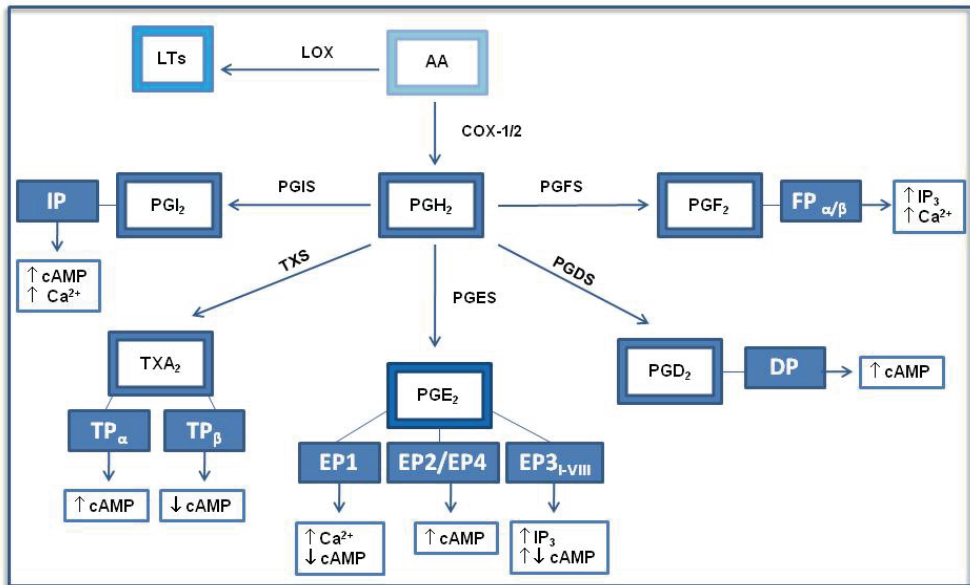 LTs
LOX
AA
COX-1/2
IP
PGI₂
PGIS
PGH₂
PGFS
PGF₂
FP α/β
↑ IP₃
↑ Ca²⁺
↑ cAMP
↑ Ca²⁺
TXS
PGES
PGDS
TXA₂
PGE₂
PGD₂
DP
↑ cAMP
TPα
TPβ
EP1
EP2/EP4
EP3I-VIII
↑ cAMP
↓ cAMP
↑ Ca²⁺
↓ cAMP
↑ cAMP
↑ IP₃
↑↓ cAMP